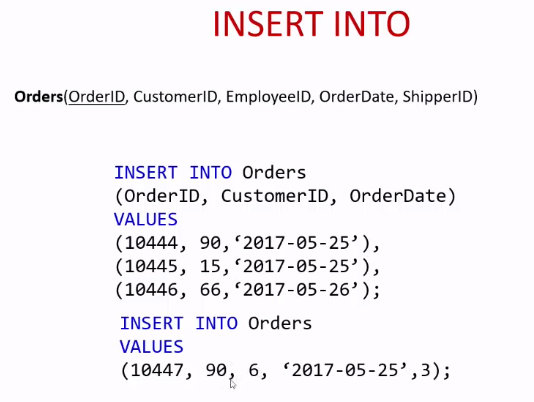 INSERT INTO
Orders(OrderID, CustomerID, EmployeeID, OrderDate, ShipperID)
INSERT INTO Orders
(OrderID, CustomerID, OrderDate)
VALUES
(10444, 90,‘2017-05-25’),
(10445, 15,‘2017-05-25’),
(10446, 66,‘2017-05-26’);
INSERT INTO Orders
VALUES
(10447, 90, 6, ‘2017-05-25’,3);